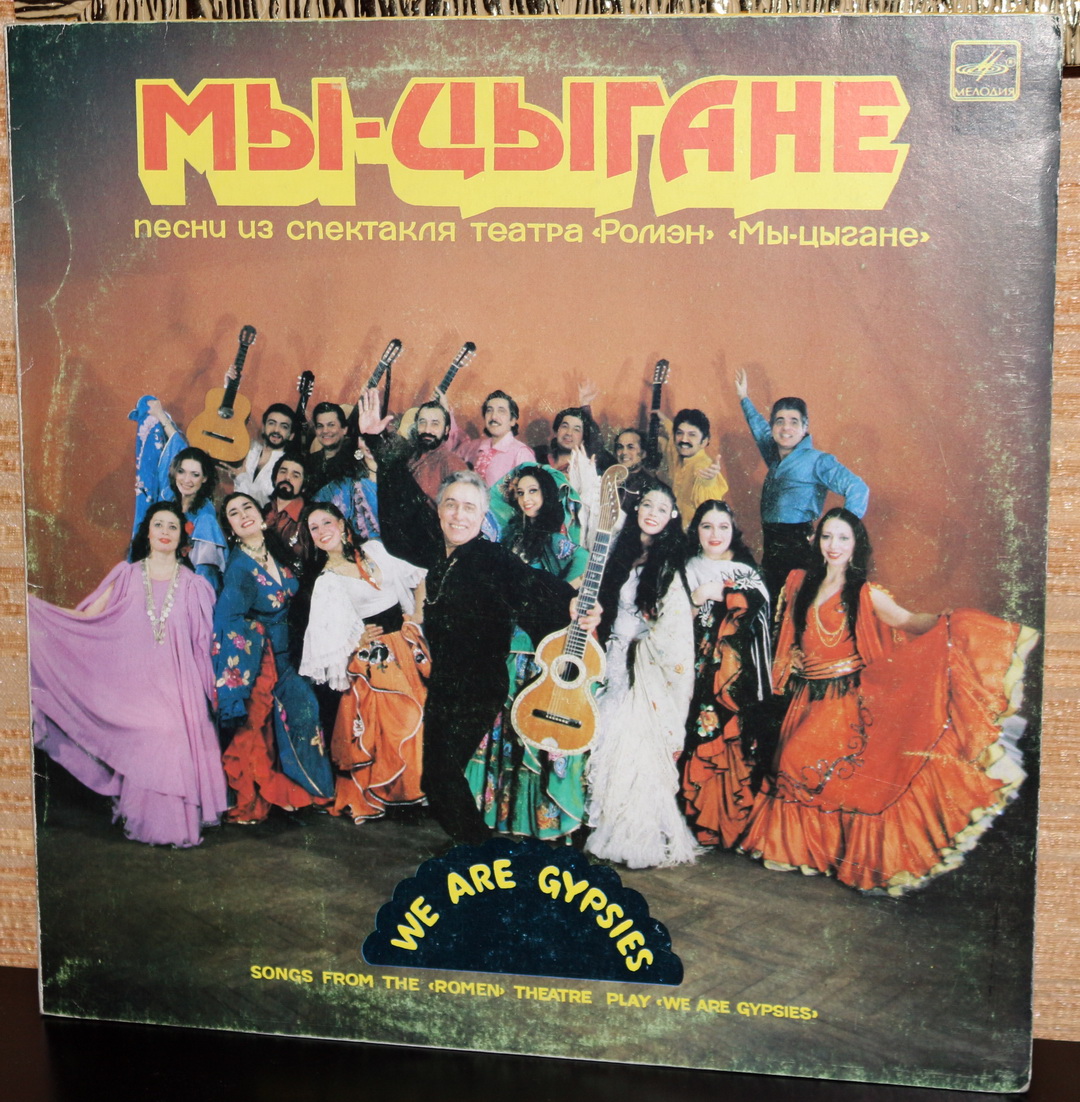 МЕЛОДИЯ
МЫ-ЦЫГАНЕ
песни из спектакля театра «Ромэн» «Мы-цыгане»
WE ARE GYPSIES
SONGS FROM THE «ROMEN» THEATRE PLAY «WE ARE GYPSIES»